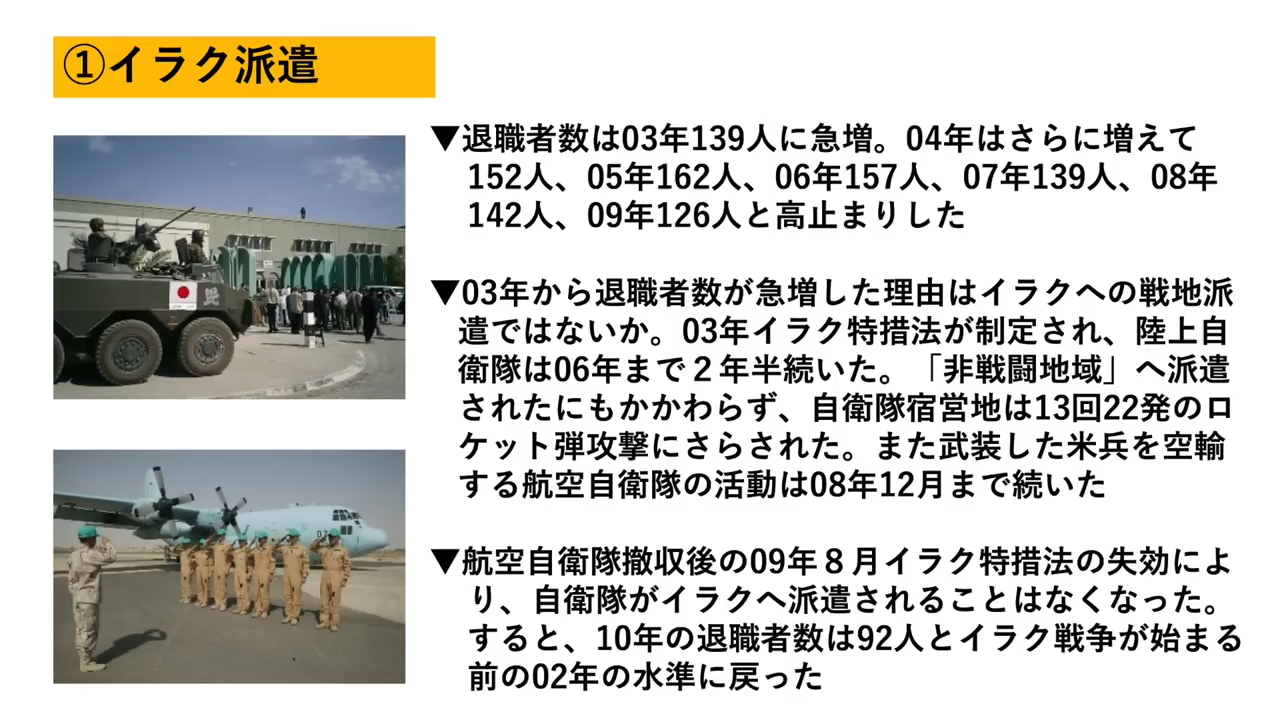 ①イラク派遣
▼退職者数は03年139人に急増。04年はさらに増えて
152人、05年162人、06年157人、07年139人、08年
142人、09年126人と高止まりした
▼03年から退職者数が急増した理由はイラクへの戦地派
遣ではないか。03年イラク特措法が制定され、陸上自
衛隊は06年まで２年半続いた。「非戦闘地域」へ派遣
されたにもかかわらず、自衛隊宿営地は13回22発のロ
ケット弾攻撃にさらされた。また武装した米兵を空輸
する航空自衛隊の活動は08年12月まで続いた
▼航空自衛隊撤収後の09年８月イラク特措法の失効によ
り、自衛隊がイラクへ派遣されることはなくなった。
すると、10年の退職者数は92人とイラク戦争が始まる
前の02年の水準に戻った